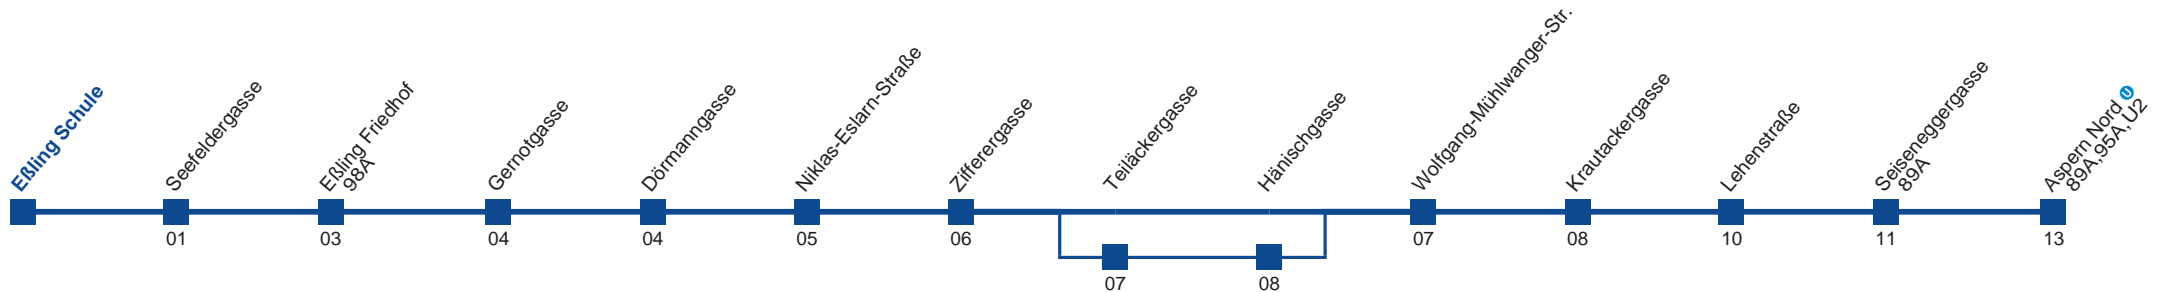 Eßling Schule
Seefeldergasse
01
Eßling Friedhof
98A
03
Gernotgasse
04
Dörmanngasse
04
Niklas-Eslarn-Straße
05
Ziffereргasse
06
Teiläckergasse
07
Hänischgasse
08
Wolfgang-Mühlwanger-Str.
07
Krautackergasse
08
Lehenstraße
10
Seiseneggergasse
89A
11
Aspern Nord U
89A,95A,U2
13